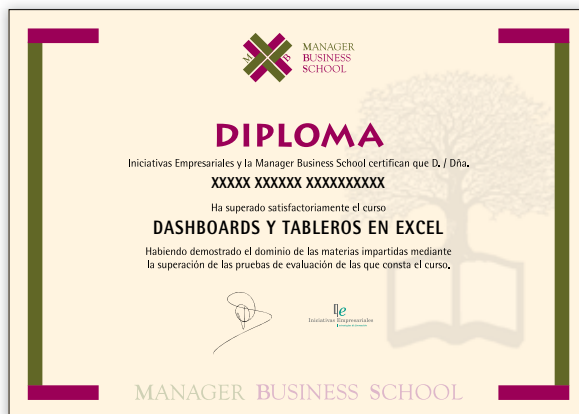 M B
MANAGER
BUSINESS
SCHOOL
DIPLOMA
Iniciativas Empresariales y la Manager Business School certifican que D. / Dña.
XXXXX XXXXXX XXXXXXXXXX
Ha superado satisfactoriamente el curso
DASHBOARDS Y TABLEROS EN EXCEL
Habiendo demostrado el dominio de las materias impartidas mediante
la superación de las pruebas de evaluación de las que consta el curso.
Iniciativas Empresariales
MANAGER BUSINESS SCHOOL